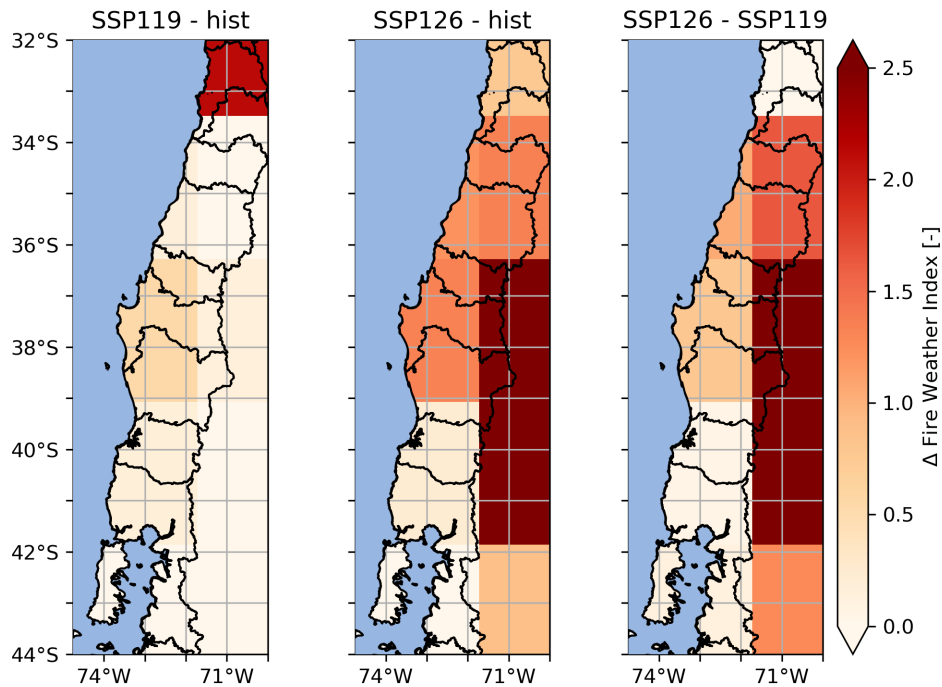 SSP119 - hist
SSP126 - hist
SSP126 - SSP119
32°S
34°S
36°S
38°S
40°S
42°S
44°S
74°W
71°W
74°W
71°W
74°W
71°W
2.5
2.0
1.5
1.0
0.5
0.0
Δ Fire Weather Index [-]